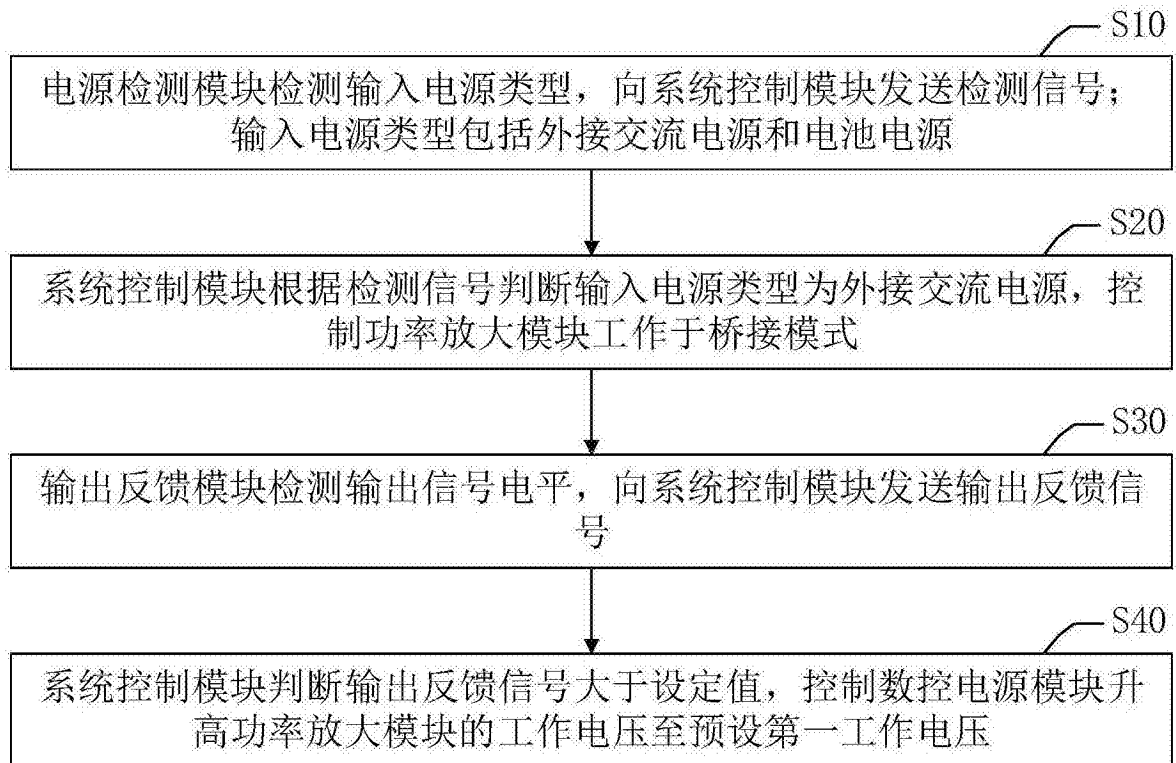 S10
电源检测模块检测输入电源类型，向系统控制模块发送检测信号；
输入电源类型包括外接交流电源和电池电源
S20
系统控制模块根据检测信号判断输入电源类型为外接交流电源，控
制功率放大模块工作于桥接模式
S30
输出反馈模块检测输出信号电平，向系统控制模块发送输出反馈信
号
S40
系统控制模块判断输出反馈信号大于设定值，控制数控电源模块升
高功率放大模块的工作电压至预设第一工作电压